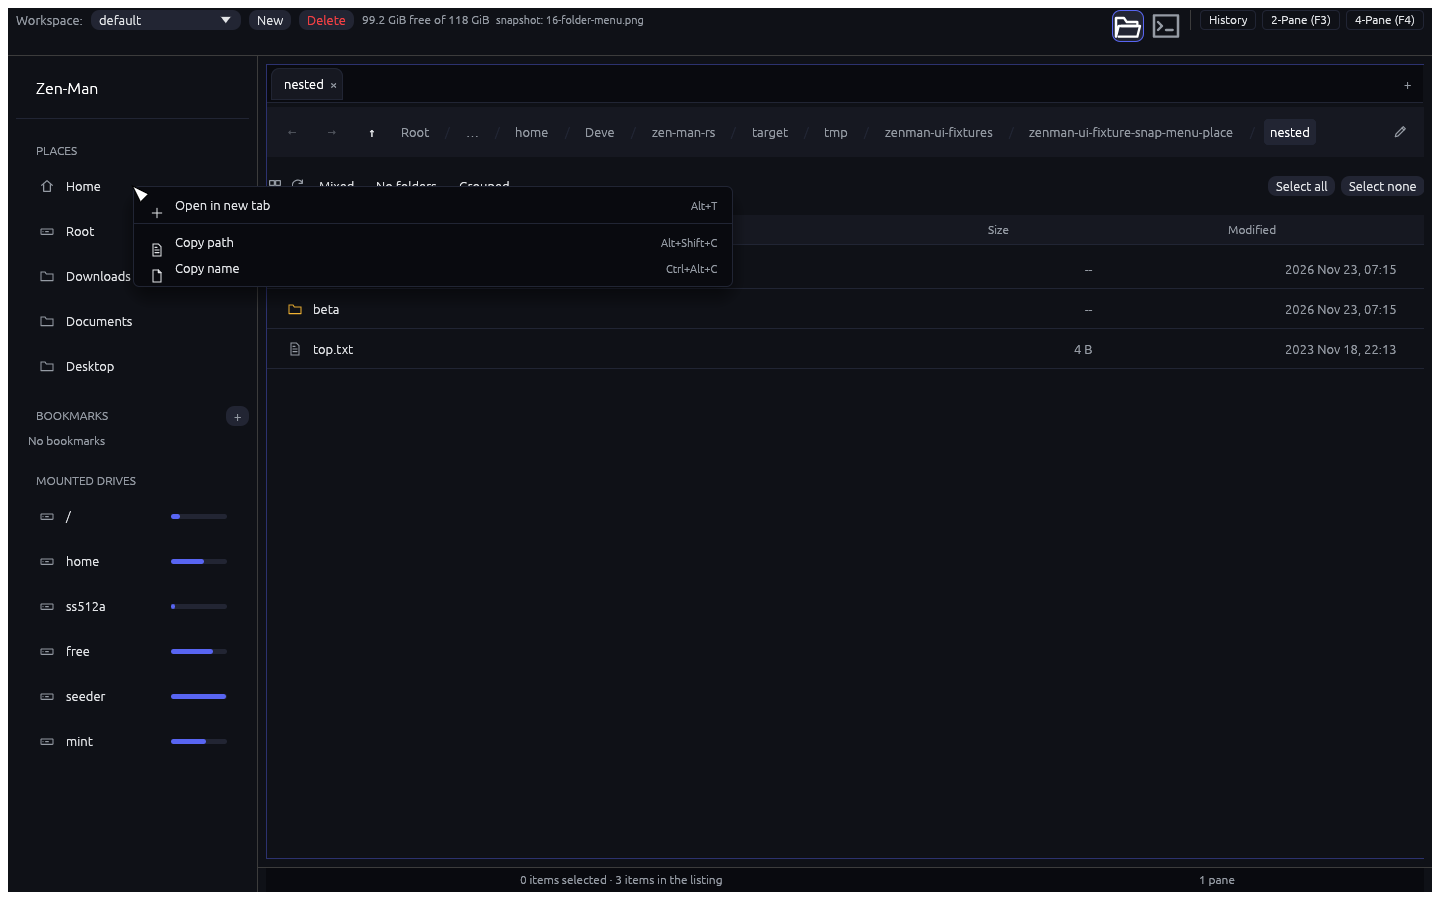 Workspace: default New Delete 99.2 GiB free of 118 GiB snapshot: 16-folder-menu.png History 2-Pane (F3) 4-Pane (F4)
Zen-Man
nested × +
← → ↑ Root / ... / home / Deve / zen-man-rs / target / tmp / zenman-ui-fixtures / zenman-ui-fixture-snap-menu-place / nested
PLACES
Home
Root
Downloads
Documents
Desktop
Mixed No folders Grouped Select all Select none
Open in new tab Alt+T
Copy path Alt+Shift+C
Copy name Ctrl+Alt+C
Size Modified
-- 2026 Nov 23, 07:15
beta -- 2026 Nov 23, 07:15
top.txt 4 B 2023 Nov 18, 22:13
BOOKMARKS +
No bookmarks
MOUNTED DRIVES
/
home
ss512a
free
seeder
mint
0 items selected · 3 items in the listing 1 pane